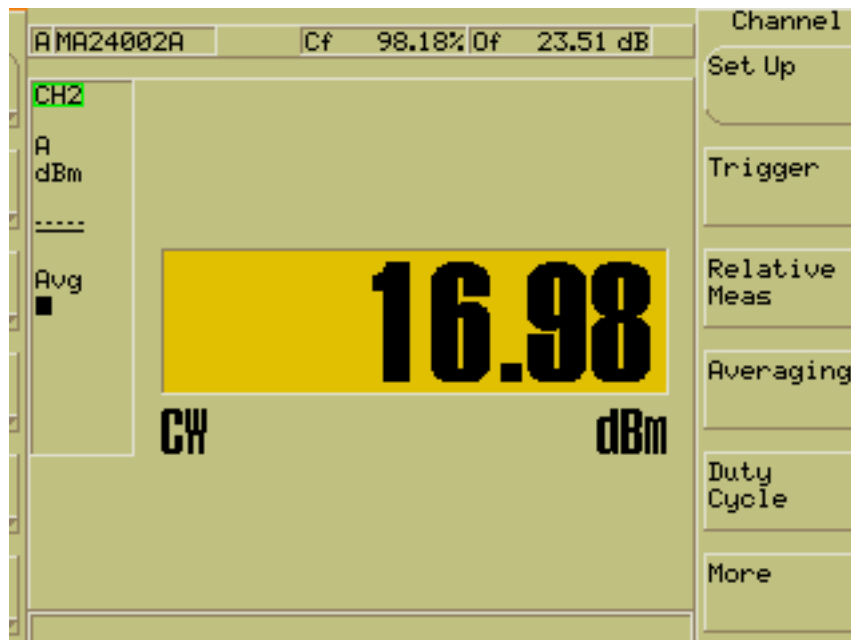 A MA24002A Cf 98.18% Of 23.51 dB
CH2
A
dBm
-----
Avg
16.98
CW dBm
Channel
Set Up
Trigger
Relative
Meas
Averaging
Duty
Cycle
More